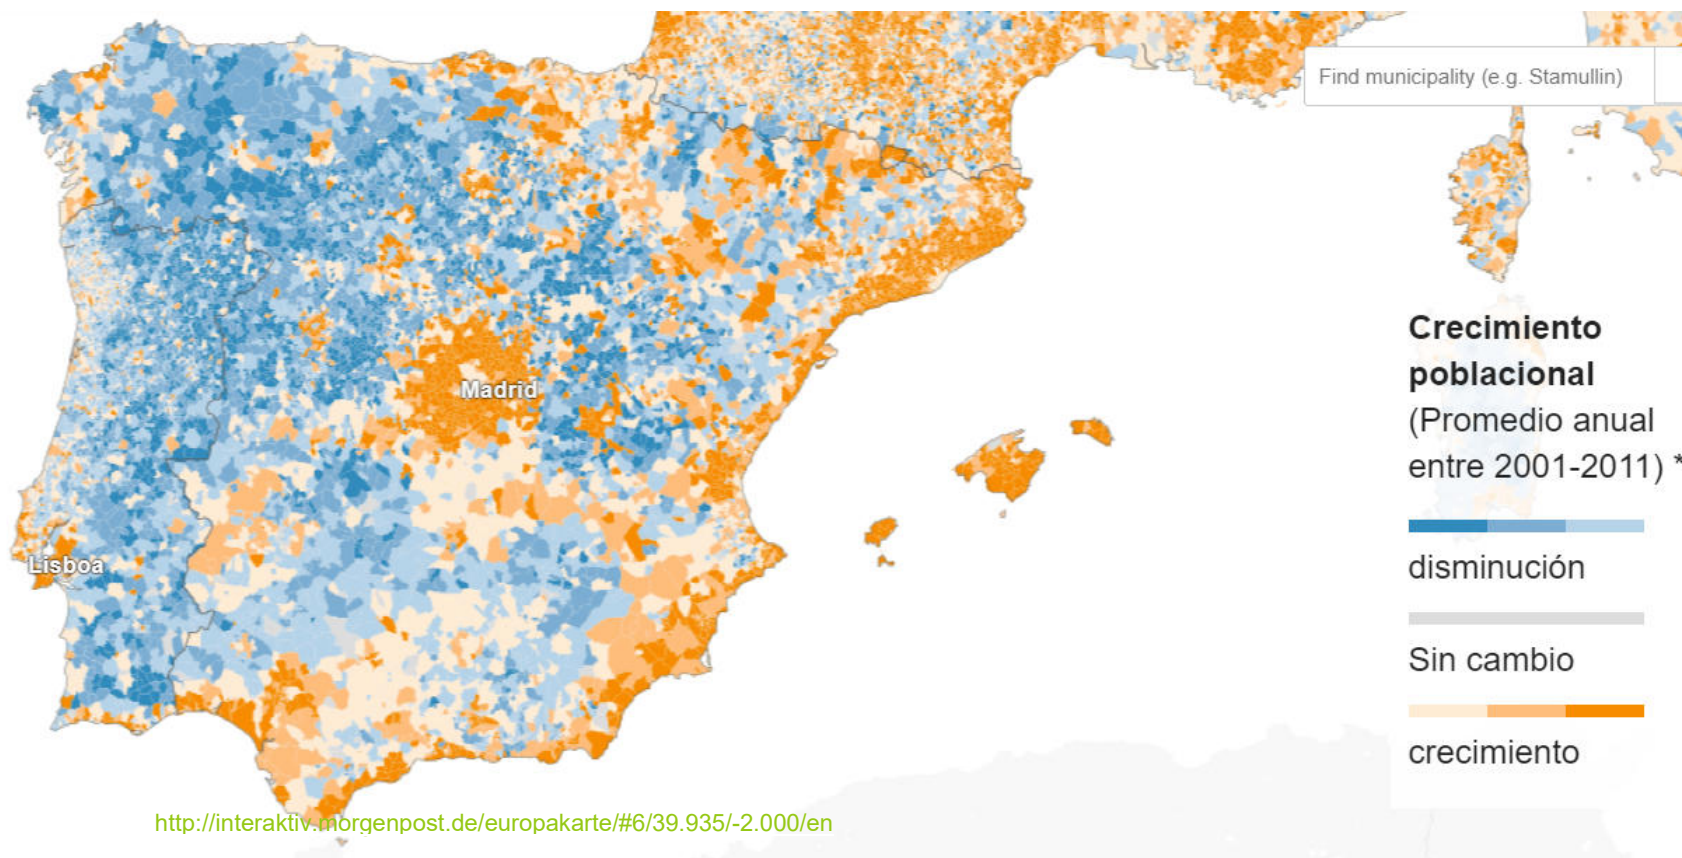 Find municipality (e.g. Stamullin)
Crecimiento
poblacional
(Promedio anual
entre 2001-2011) *
disminución
Sin cambio
crecimiento
Madrid
Lisboa
http://interaktiv.morgenpost.de/europakarte/#6/39.935/-2.000/en